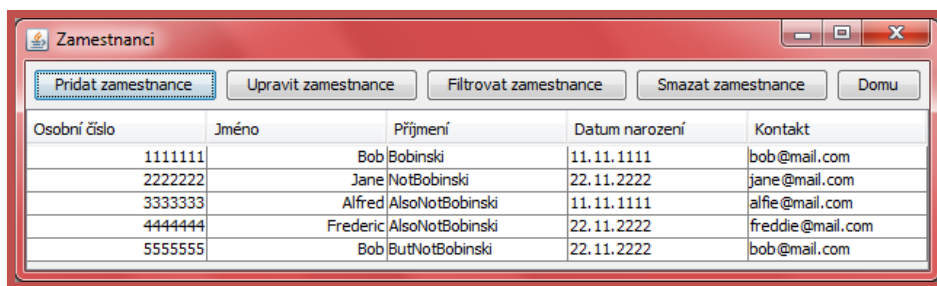 Zamestnanci
Pridat zamestnance Upravit zamestnance Filtrovat zamestnance Smazat zamestnance Domu
Osobní číslo Jméno Příjmení Datum narození Kontakt
1111111 Bob Bobinski 11.11.1111 bob@mail.com
2222222 Jane NotBobinski 22.11.2222 jane@mail.com
3333333 Alfred AlsoNotBobinski 11.11.1111 alfie@mail.com
4444444 Frederic AlsoNotBobinski 22.11.2222 freddie@mail.com
5555555 Bob ButNotBobinski 22.11.2222 bob@mail.com